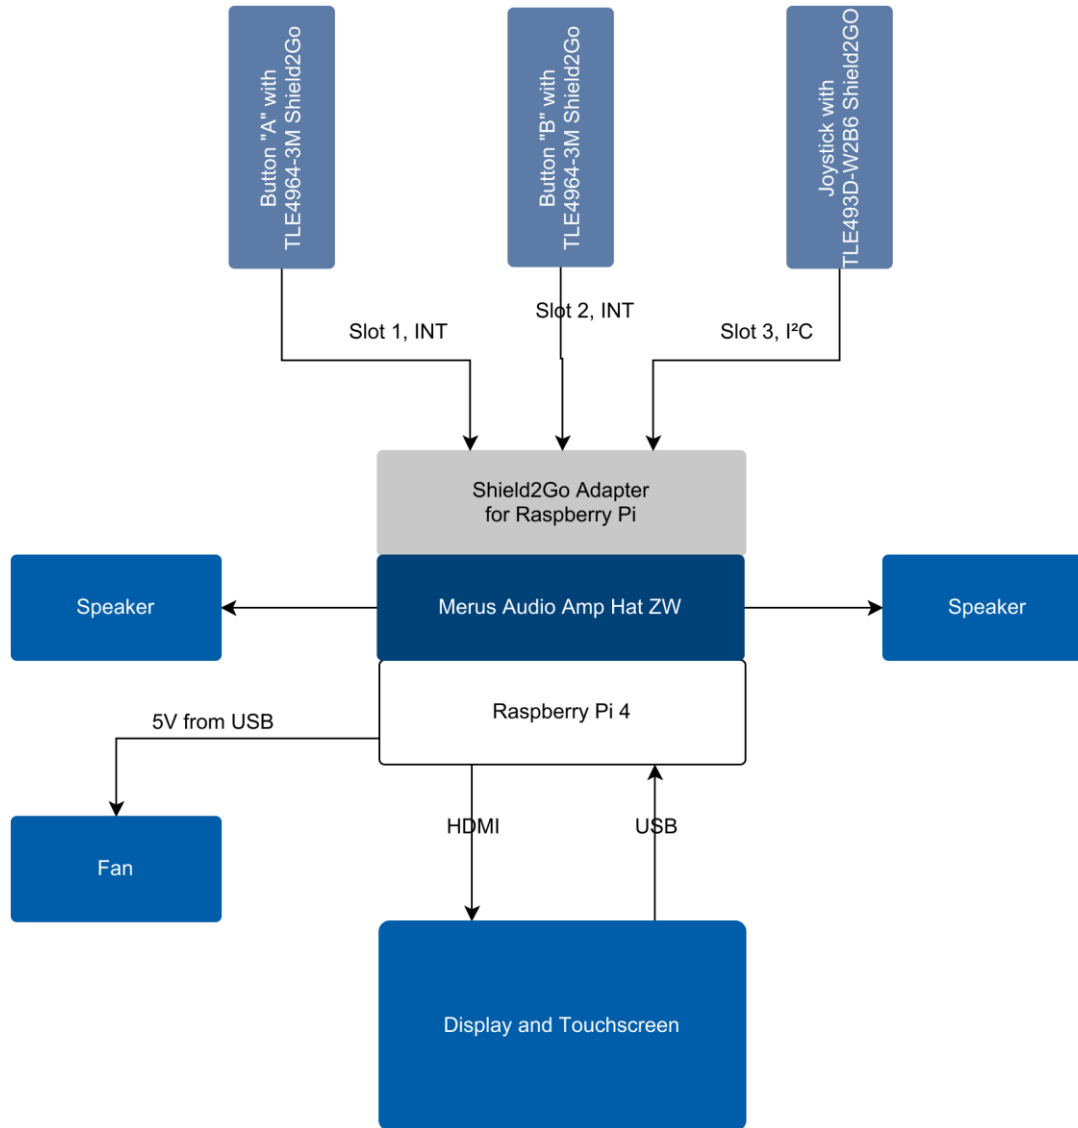 Button "A" with
TLE4964-3M Shield2Go
Button "B" with
TLE4964-3M Shield2Go
Joystick with
TLE493D-W2B6 Shield2GO
Slot 1, INT
Slot 2, INT
Slot 3, I²C
Shield2Go Adapter
for Raspberry Pi
Speaker
Merus Audio Amp Hat ZW
Speaker
Raspberry Pi 4
5V from USB
HDMI
USB
Fan
Display and Touchscreen